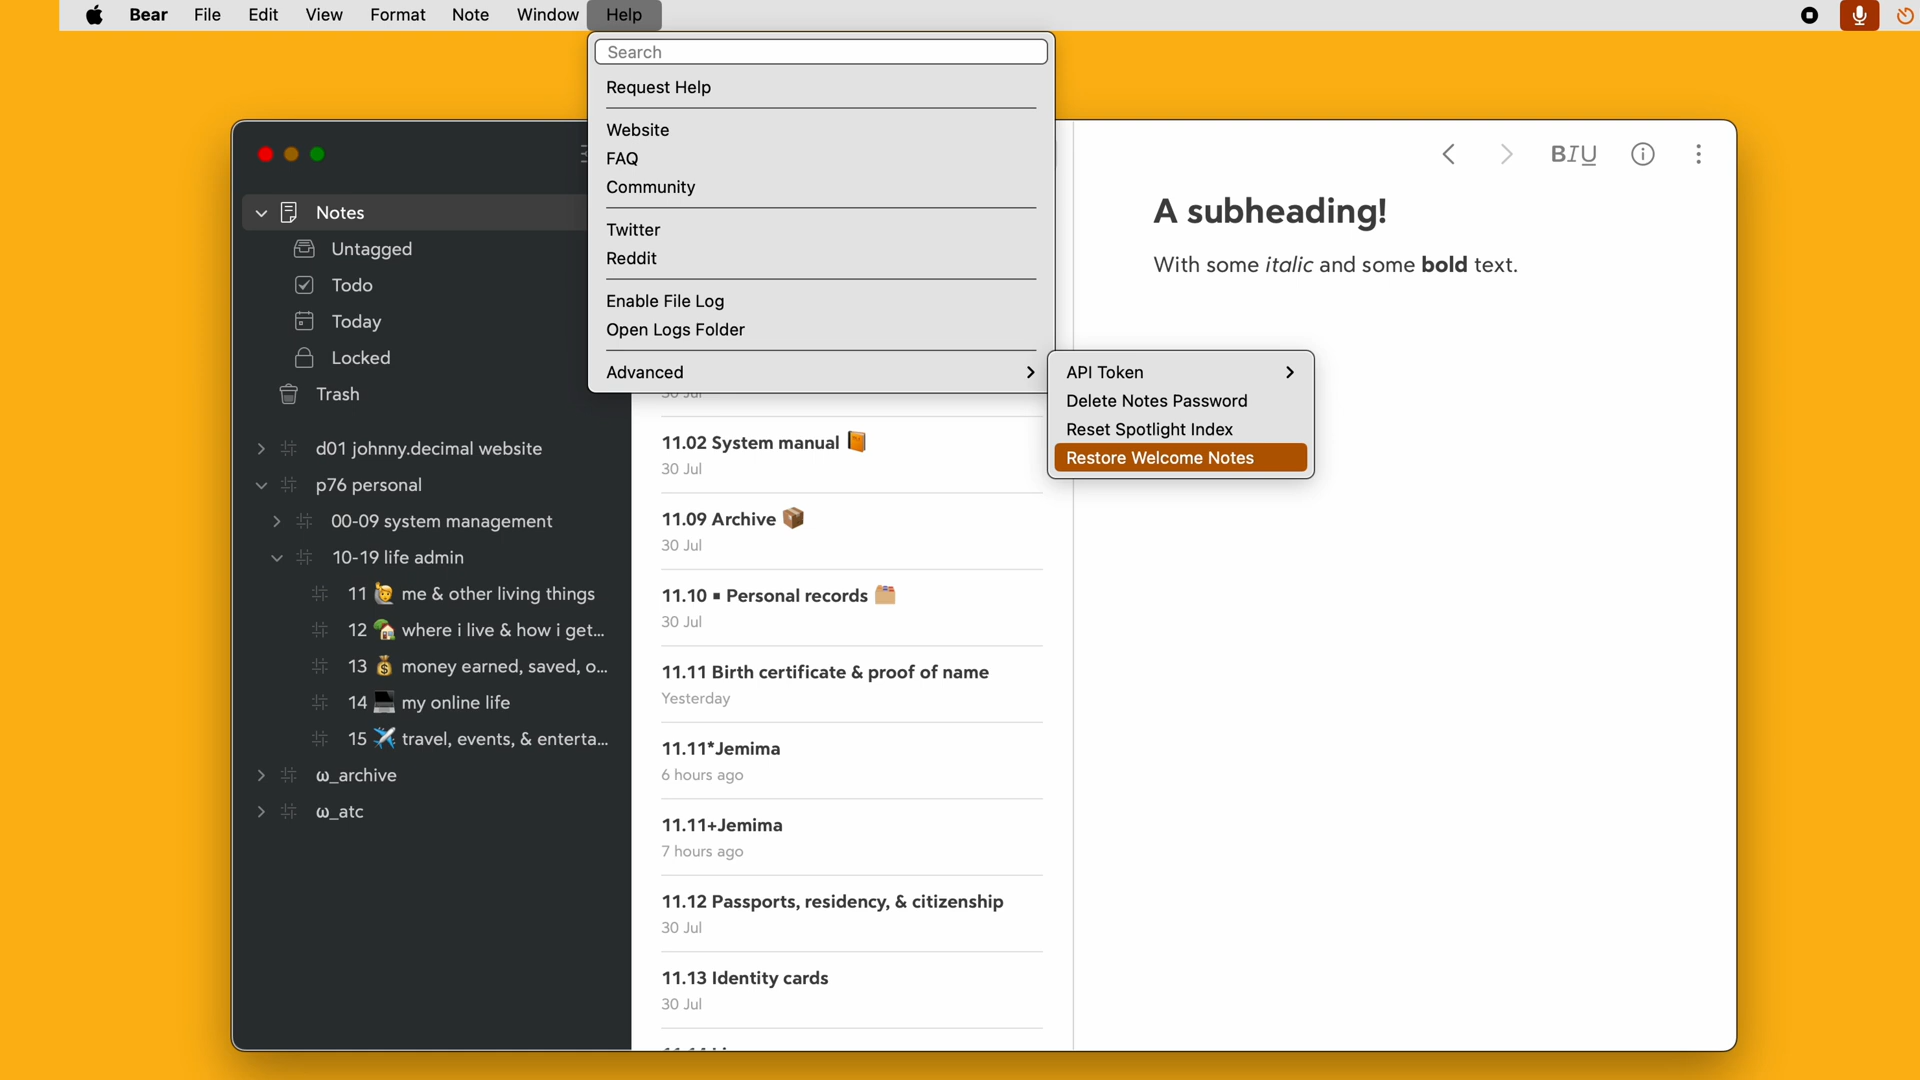 Bear File Edit View Format Note Window Help
Search
Request Help
Website
FAQ
Community
Twitter
Reddit
Enable File Log
Open Logs Folder
Advanced
API Token
Delete Notes Password
Reset Spotlight Index
Restore Welcome Notes
Notes
Untagged
Todo
Today
Locked
Trash
d01 johnny.decimal website
p76 personal
00-09 system management
10-19 life admin
11 🙋 me & other living things
12 🏡 where i live & how i get...
13 💰 money earned, saved, o...
14 💻 my online life
15 ✈️ travel, events, & enterta...
ω_archive
ω_atc
30 Jul
11.02 System manual 📙
30 Jul
11.09 Archive 📦
30 Jul
11.10 ▪ Personal records 🗂️
30 Jul
11.11 Birth certificate & proof of name
Yesterday
11.11*Jemima
6 hours ago
11.11+Jemima
7 hours ago
11.12 Passports, residency, & citizenship
30 Jul
11.13 Identity cards
30 Jul
BIU
A subheading!
With some italic and some bold text.